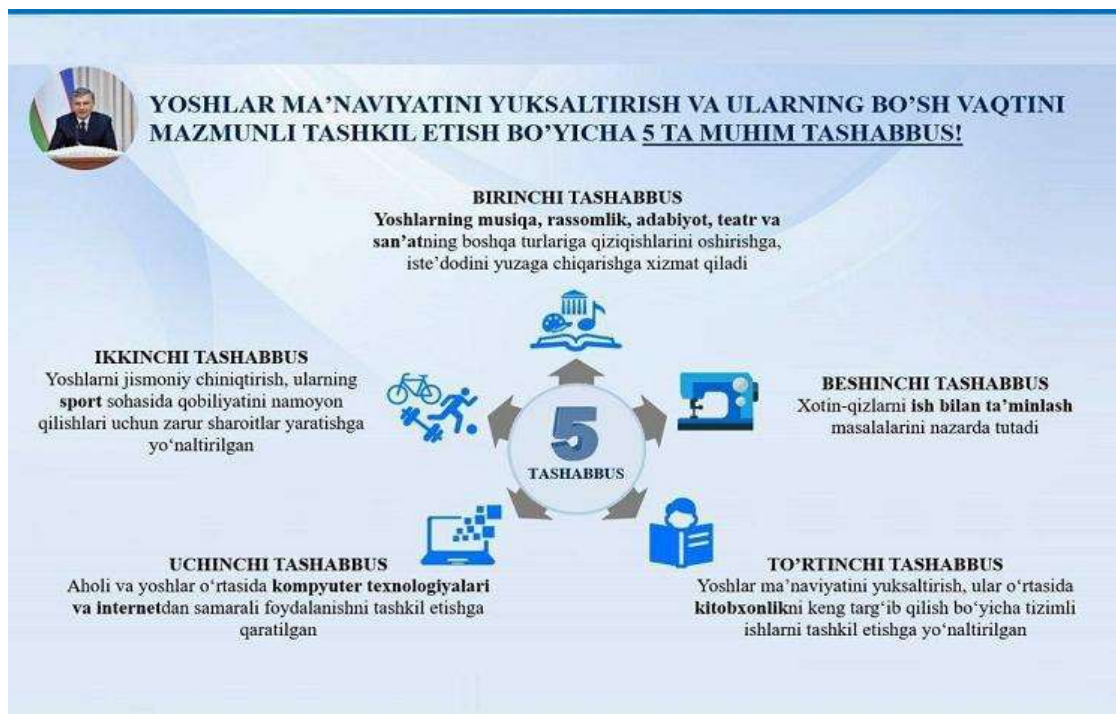 YOSHLAR MA’NAVIYATINI YUKSALTIRISH VA ULARNING BO’SH VAQTINI
MAZMUNLI TASHKIL ETISH BO’YICHA 5 TA MUHIM TASHABBUS!
BIRINCHI TASHABBUS
Yoshlarning musiqa, rassomlik, adabiyot, teatr va
san’atning boshqa turlariga qiziqishlarini oshirishga,
iste’dodini yuzaga chiqarishga xizmat qiladi
IKKINCHI TASHABBUS
Yoshlarni jismoniy chiniqtirish, ularning
sport sohasida qobiliyatini namoyon
qilishlari uchun zarur sharoitlar yaratishga
yo‘naltirilgan
BESHINCHI TASHABBUS
Xotin-qizlarni ish bilan ta’minlash
masalalarini nazarda tutadi
5
TASHABBUS
UCHINCHI TASHABBUS
Aholi va yoshlar o‘rtasida kompyuter texnologiyalari
va internetdan samarali foydalanishni tashkil etishga
qaratilgan
TO’RTINCHI TASHABBUS
Yoshlar ma’naviyatini yuksaltirish, ular o‘rtasida
kitobxonlikni keng targ‘ib qilish bo‘yicha tizimli
ishlarni tashkil etishga yo‘naltirilgan